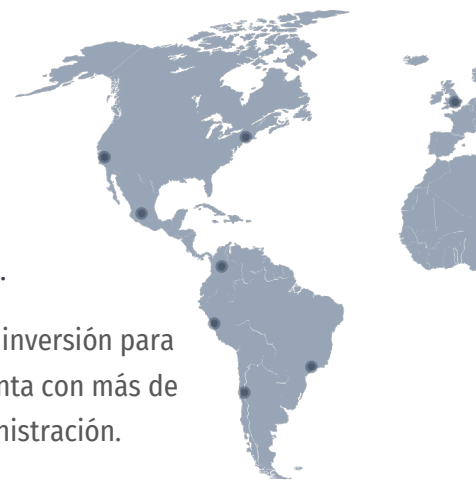 .
inversión para
nta con más de
nistración.